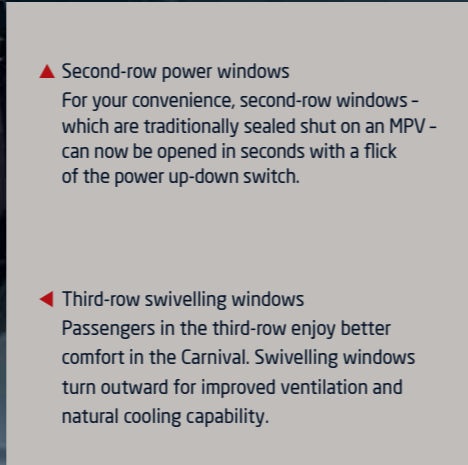 ▲ Second-row power windows
For your convenience, second-row windows –
which are traditionally sealed shut on an MPV –
can now be opened in seconds with a flick
of the power up-down switch.
◀ Third-row swivelling windows
Passengers in the third-row enjoy better
comfort in the Carnival. Swivelling windows
turn outward for improved ventilation and
natural cooling capability.